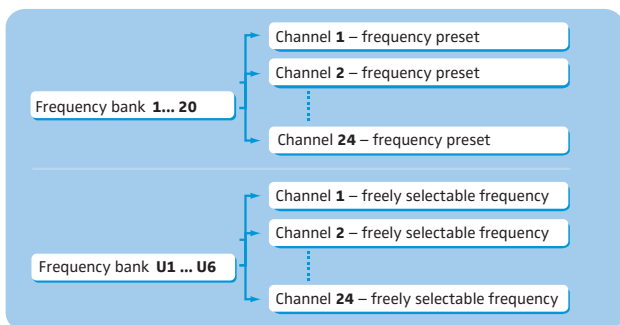 Channel 1 – frequency preset
Channel 2 – frequency preset
Frequency bank 1... 20
Channel 24 – frequency preset
Channel 1 – freely selectable frequency
Channel 2 – freely selectable frequency
Frequency bank U1 ... U6
Channel 24 – freely selectable frequency